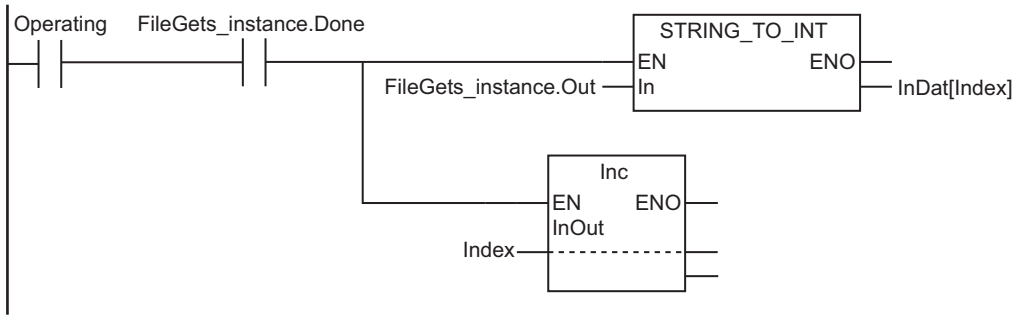 Operating FileGets_instance.Done
STRING_TO_INT
EN ENO
FileGets_instance.Out In InDat[Index]
Inc
EN ENO
InOut
Index